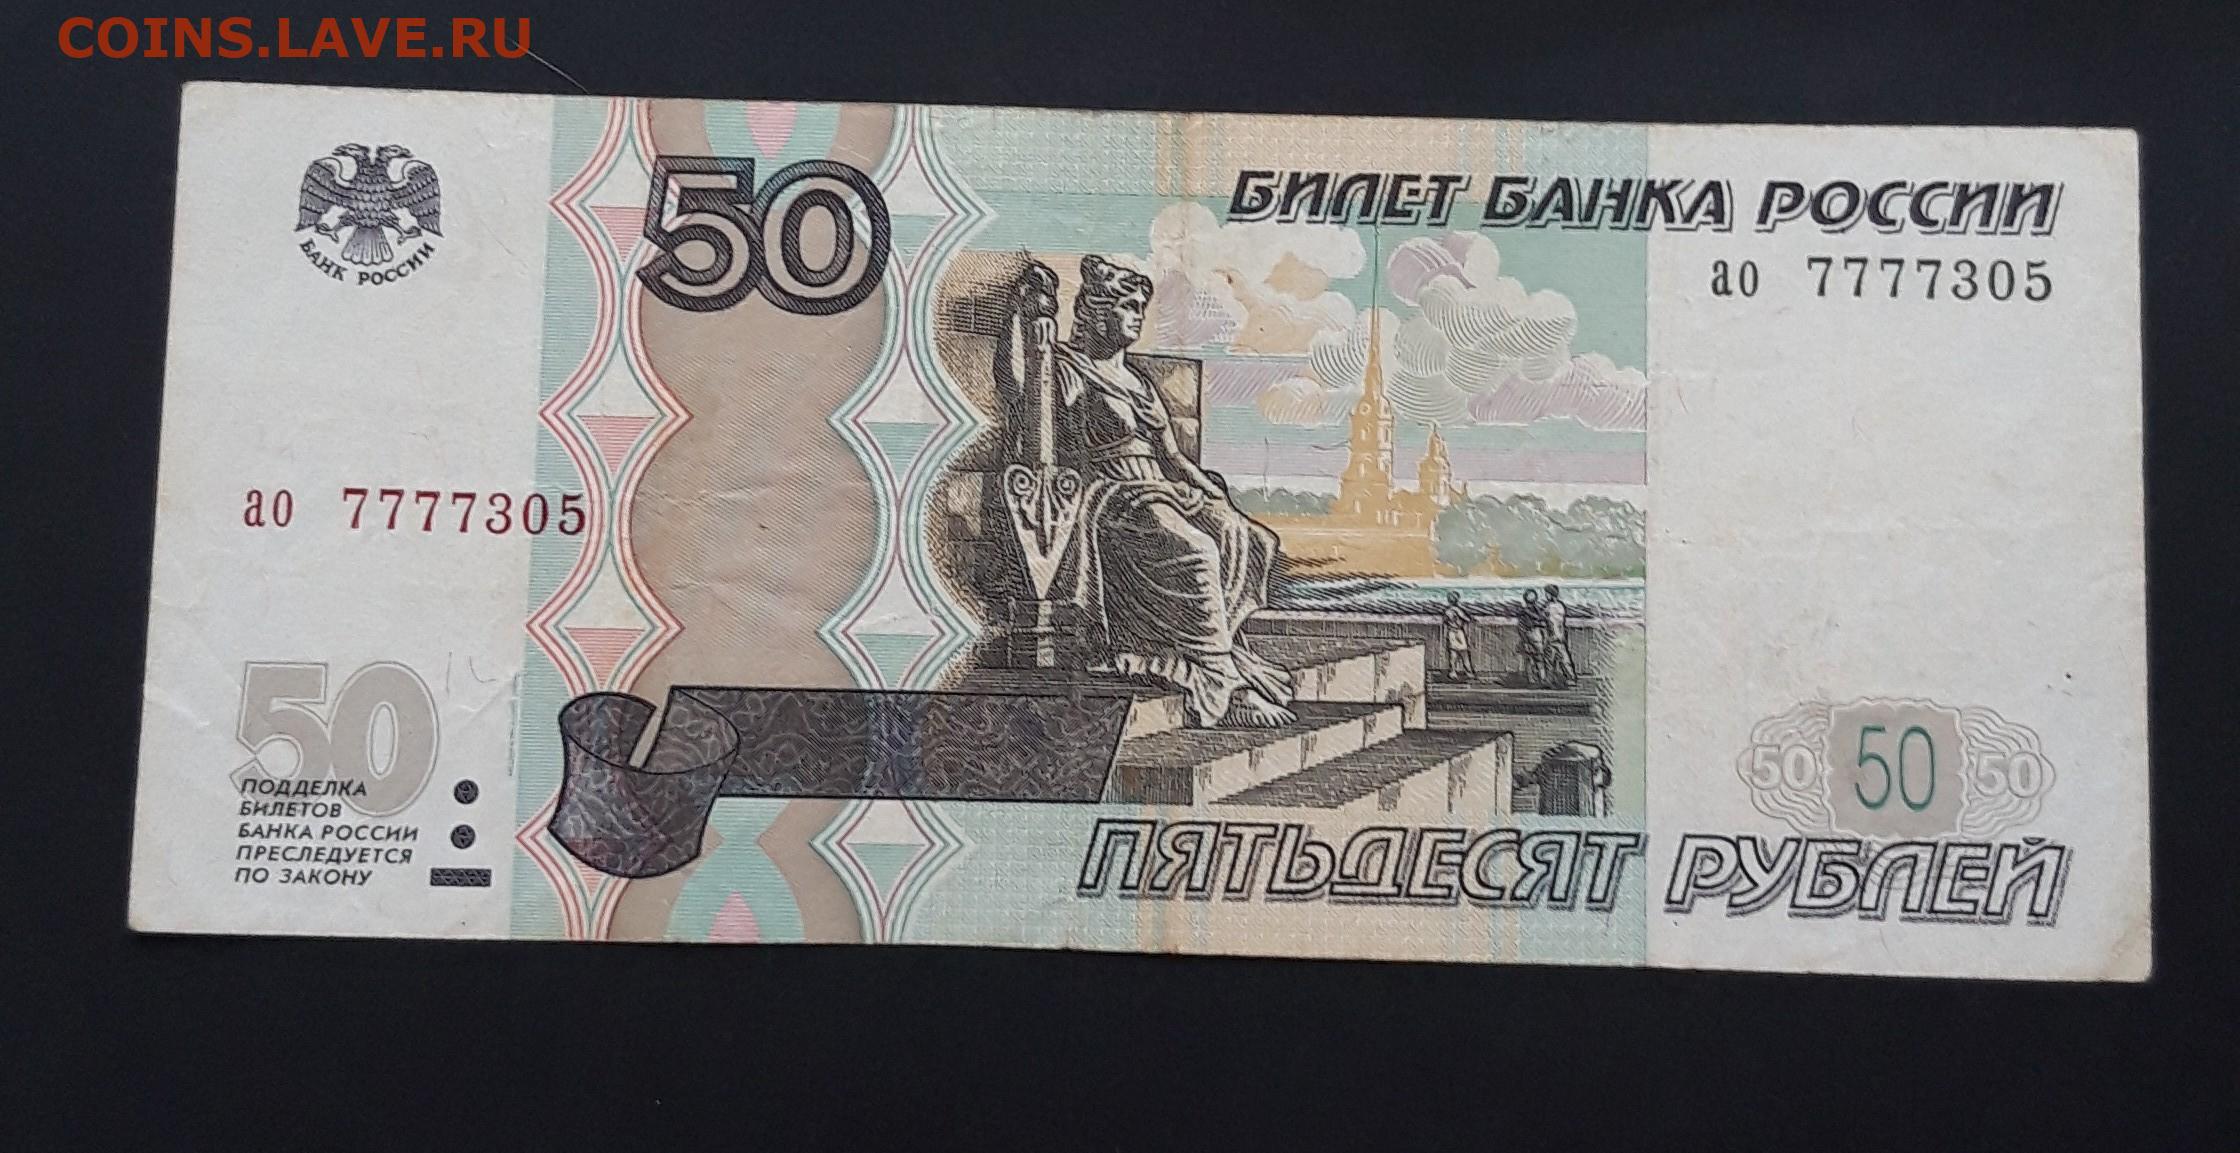 COINS.LAVE.RU
50
БИЛЕТ БАНКА РОССИИ
БАНК РОССИИ
ао 7777305
ао 7777305
50
ПОДДЕЛКА
БИЛЕТОВ
БАНКА РОССИИ
ПРЕСЛЕДУЕТСЯ
ПО ЗАКОНУ
50 50 50
ПЯТЬДЕСЯТ РУБЛЕЙ